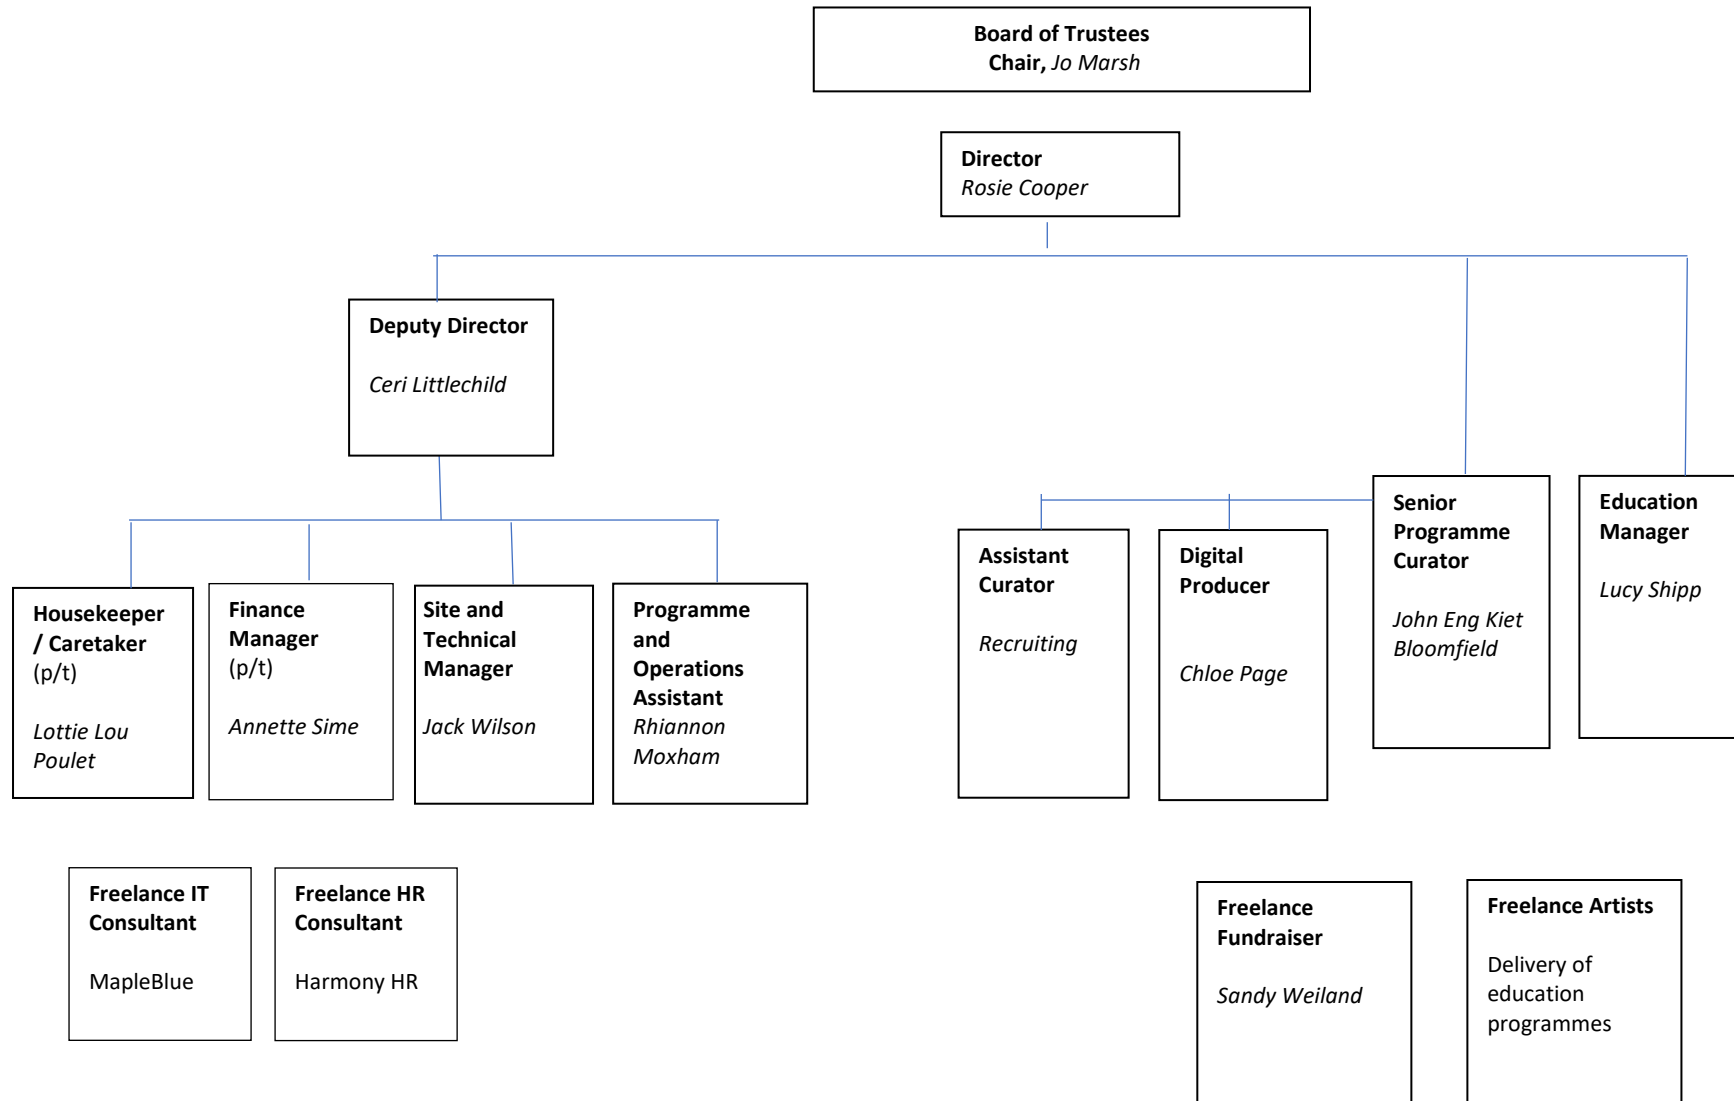 Board of Trustees
Chair, Jo Marsh
Director
Rosie Cooper
Deputy Director
Ceri Littlechild
Housekeeper
/ Caretaker
(p/t)
Lottie Lou
Poulet
Finance
Manager
(p/t)
Annette Sime
Site and
Technical
Manager
Jack Wilson
Programme
and
Operations
Assistant
Rhiannon
Moxham
Assistant
Curator
Recruiting
Digital
Producer
Chloe Page
Senior
Programme
Curator
John Eng Kiet
Bloomfield
Education
Manager
Lucy Shipp
Freelance IT
Consultant
MapleBlue
Freelance HR
Consultant
Harmony HR
Freelance
Fundraiser
Sandy Weiland
Freelance Artists
Delivery of
education
programmes